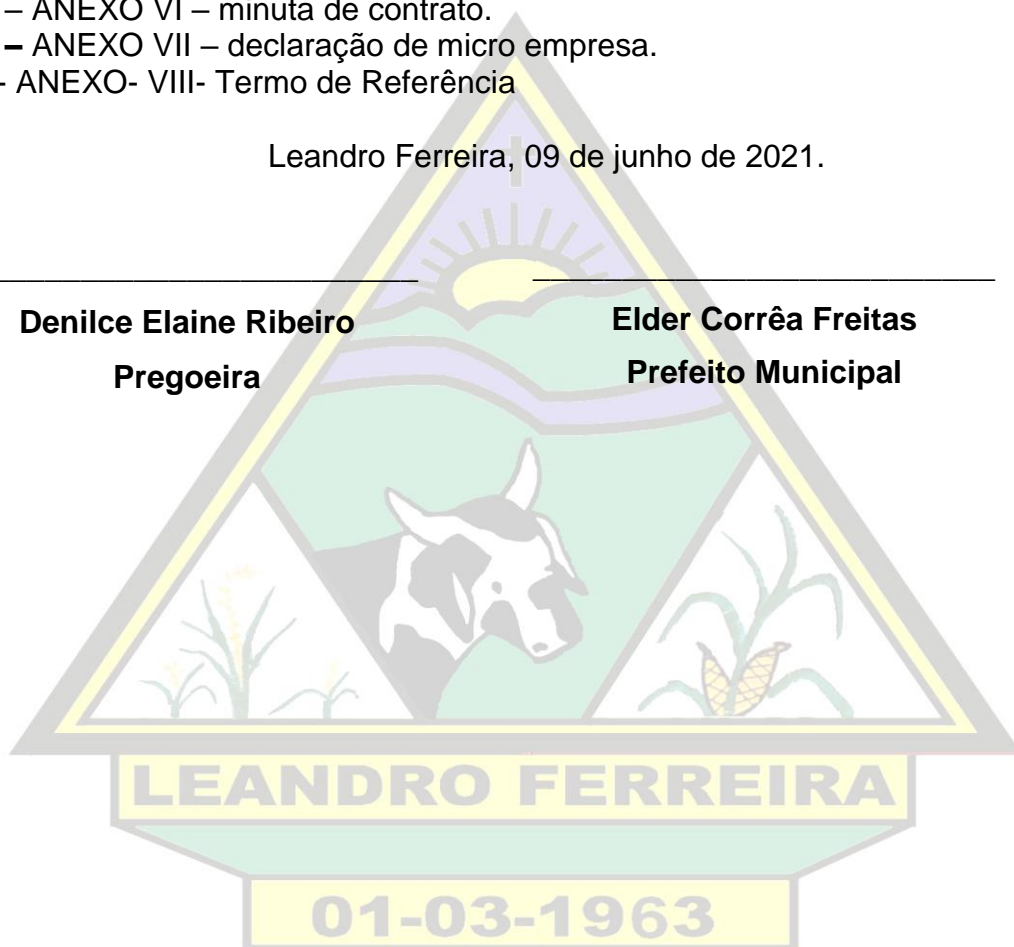 – ANEXO VI – minuta de contrato.
– ANEXO VII – declaração de micro empresa.
- ANEXO- VIII- Termo de Referência
Leandro Ferreira, 09 de junho de 2021.
Denilce Elaine Ribeiro
Elder Corrêa Freitas
Pregoeira
Prefeito Municipal
LEANDRO FERREIRA
01-03-1963